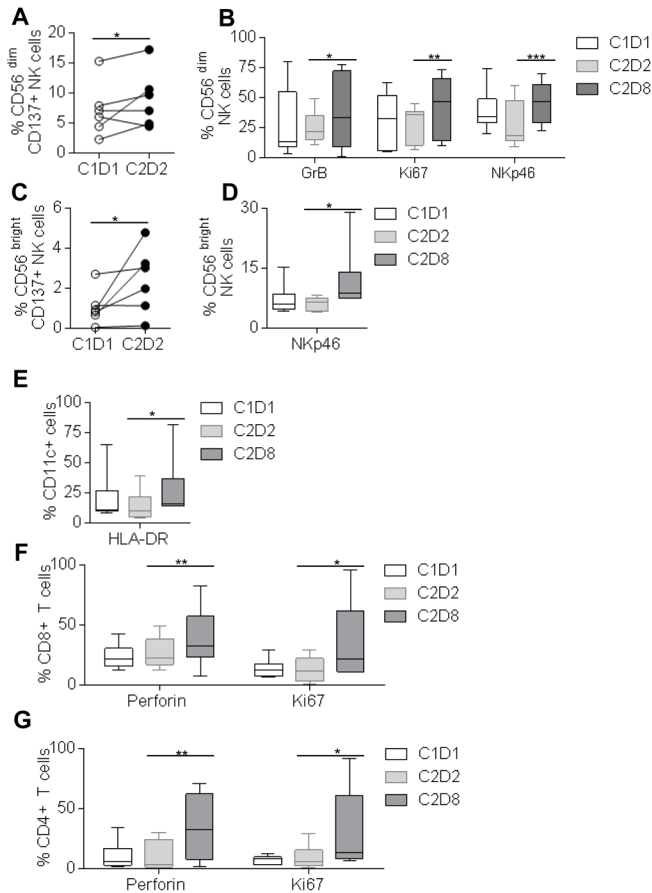 A
% CD56 dim
CD137+ NK cells
20
15
10
5
0
*
C1D1 C2D2
B
% CD56 dim
NK cells
100
75
50
25
0
* ** ***
GrB Ki67 NKp46
C1D1
C2D2
C2D8
C
% CD56 bright
CD137+ NK cells
6
4
2
0
*
C1D1 C2D2
D
% CD56 bright
NK cells
30
15
0
*
NKp46
C1D1
C2D2
C2D8
E
% CD11c+ cells
100
75
50
25
0
*
HLA-DR
C1D1
C2D2
C2D8
F
% CD8+ T cells
100
50
0
** *
Perforin Ki67
C1D1
C2D2
C2D8
G
% CD4+ T cells
100
50
0
** *
Perforin Ki67
C1D1
C2D2
C2D8